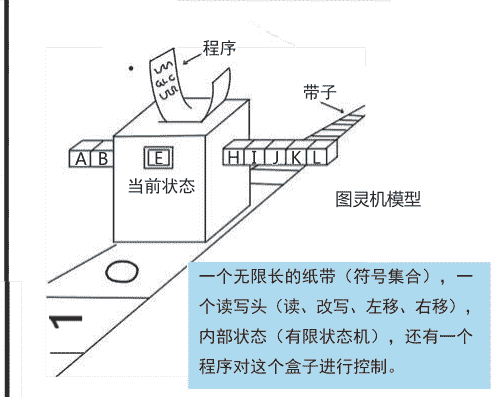 程序
带子
A B
E
H I J K L
当前状态
图灵机模型
0
1
一个无限长的纸带（符号集合），一
个读写头（读、改写、左移、右移），
内部状态（有限状态机），还有一个
程序对这个盒子进行控制。